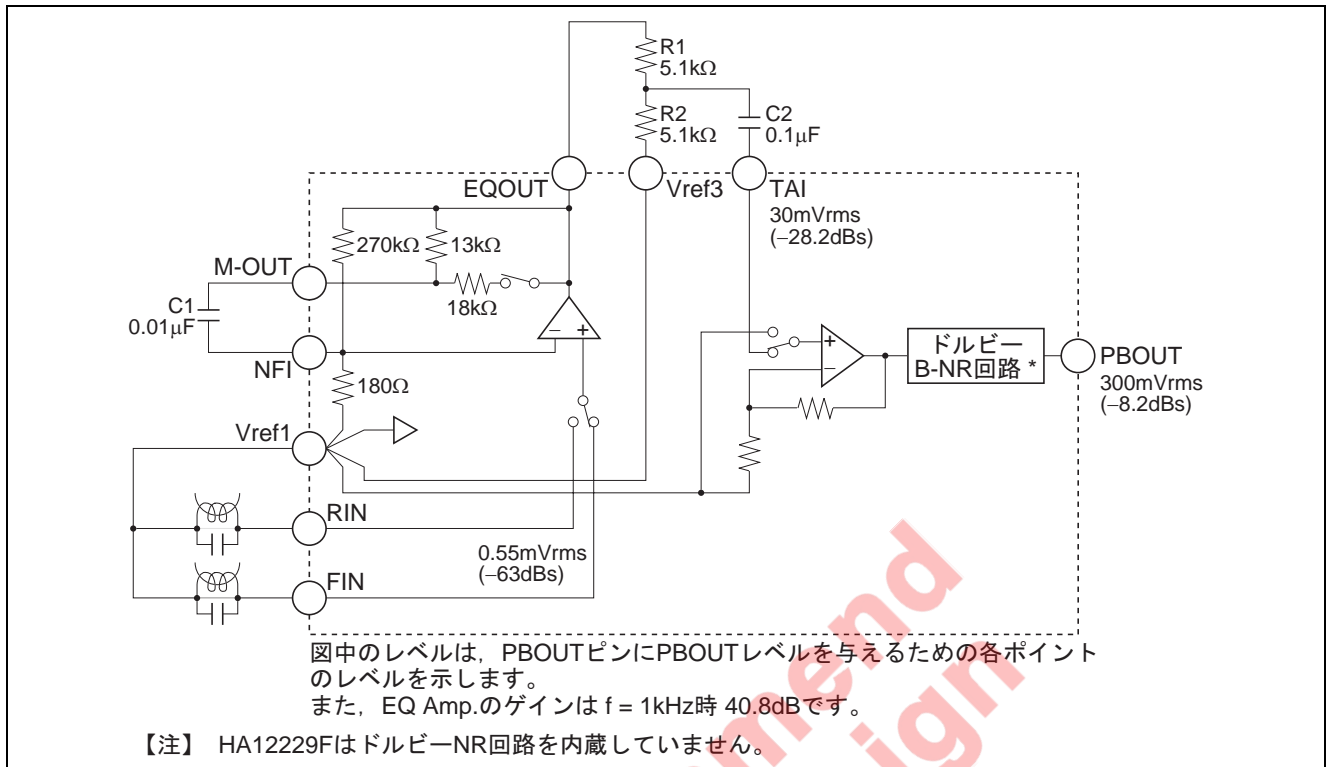 R1
5.1kΩ
R2
5.1kΩ
C2
0.1μF
EQOUT
Vref3
TAI
30mVrms
(−28.2dBs)
270kΩ
13kΩ
M-OUT
18kΩ
C1
0.01μF
− +
NFI
180Ω
+
−
ドルビー
B-NR回路 *
PBOUT
300mVrms
(−8.2dBs)
Vref1
RIN
0.55mVrms
(−63dBs)
FIN
図中のレベルは，PBOUTピンにPBOUTレベルを与えるための各ポイント
のレベルを示します。
また，EQ Amp.のゲインは f = 1kHz時 40.8dBです。
【注】 HA12229FはドルビーNR回路を内蔵していません。
mmend
sign